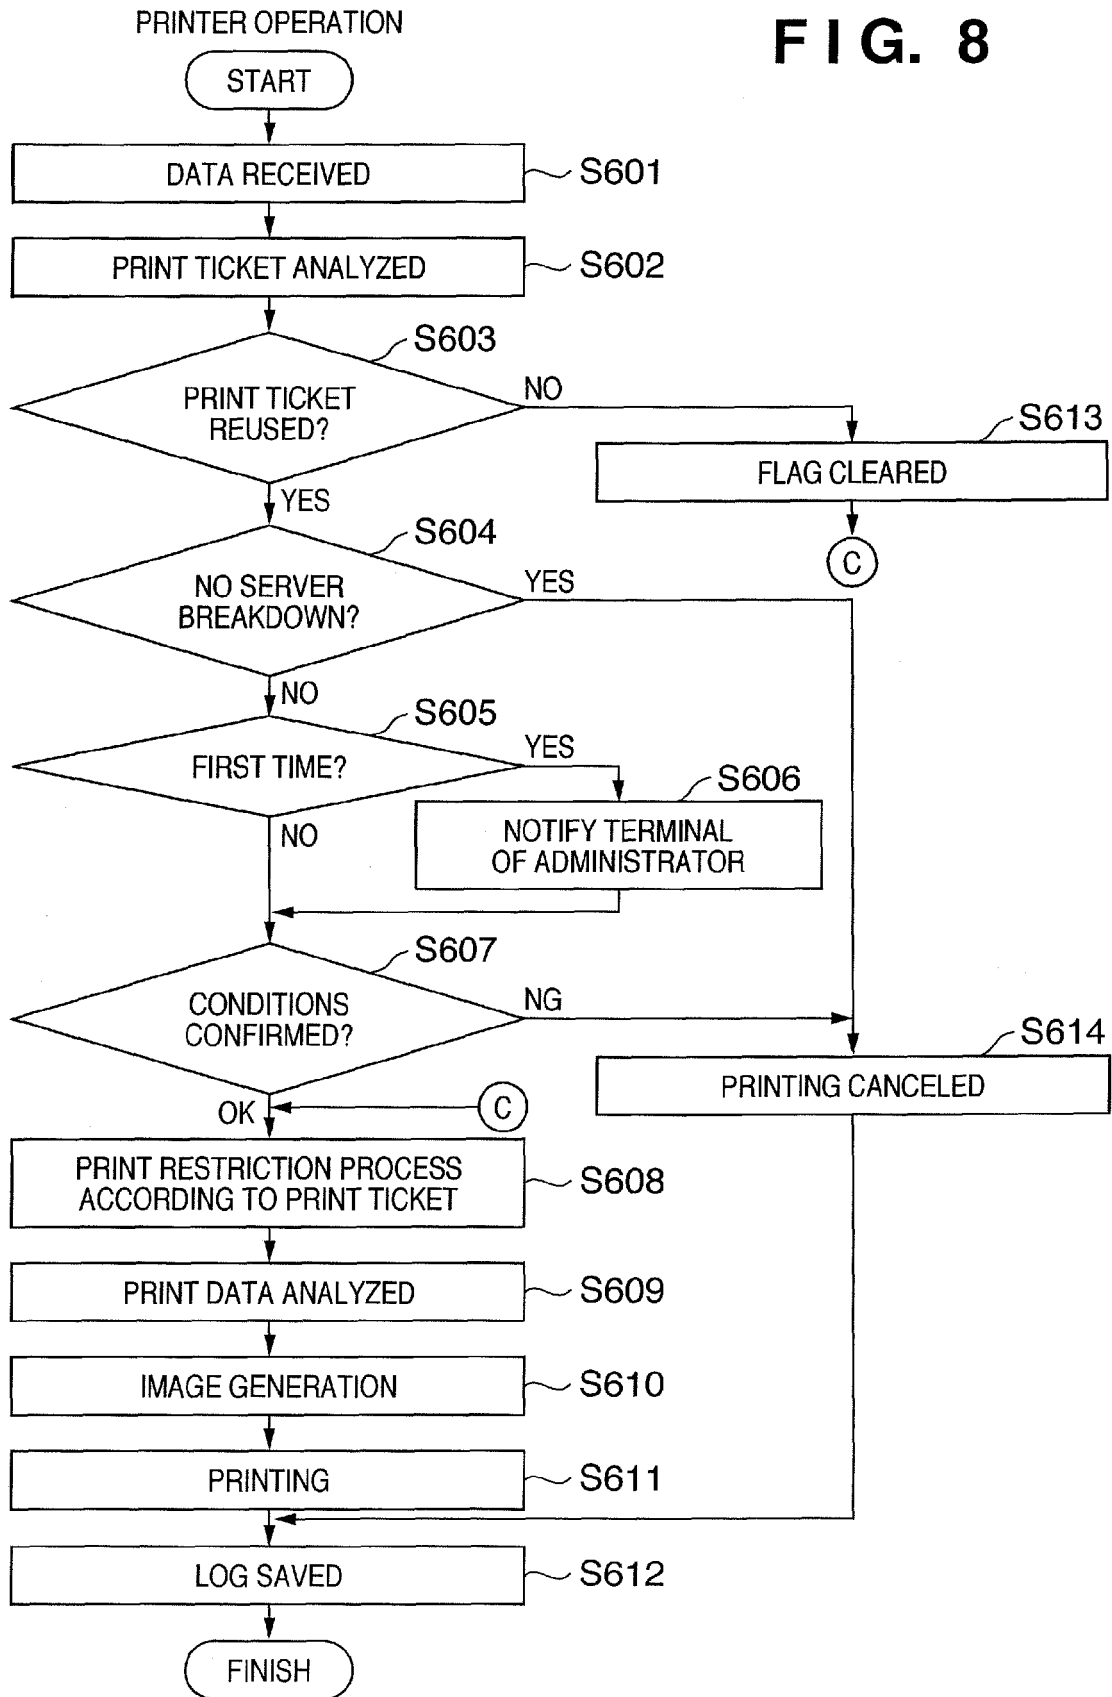 PRINTER OPERATION
FIG. 8
START
DATA RECEIVED
S601
PRINT TICKET ANALYZED
S602
S603
PRINT TICKET
REUSED?
NO
YES
S613
FLAG CLEARED
C
S604
NO SERVER
BREAKDOWN?
YES
NO
S605
FIRST TIME?
YES
NO
S606
NOTIFY TERMINAL
OF ADMINISTRATOR
S607
CONDITIONS
CONFIRMED?
NG
OK
C
S614
PRINTING CANCELED
PRINT RESTRICTION PROCESS
ACCORDING TO PRINT TICKET
S608
PRINT DATA ANALYZED
S609
IMAGE GENERATION
S610
PRINTING
S611
LOG SAVED
S612
FINISH